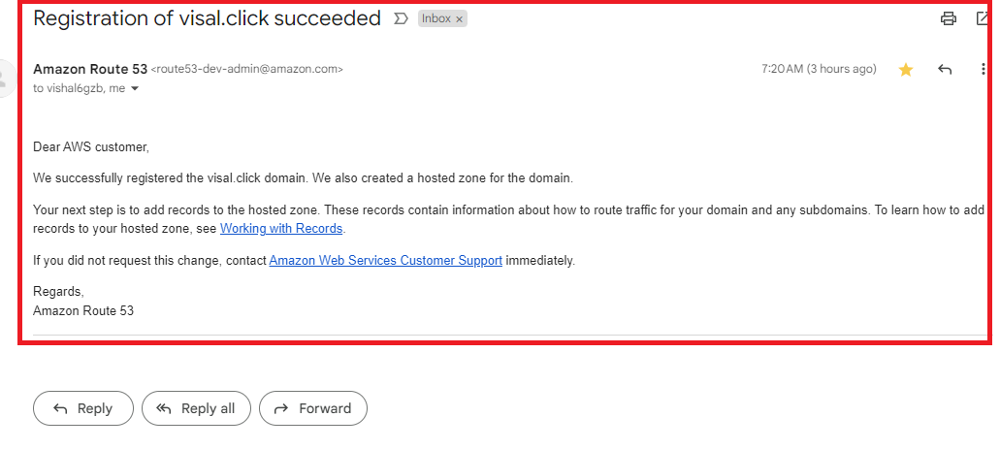 Registration of visal.click succeeded Inbox ×
Amazon Route 53 <route53-dev-admin@amazon.com> 7:20 AM (3 hours ago)
to vishal6gzb, me
Dear AWS customer,
We successfully registered the visal.click domain. We also created a hosted zone for the domain.
Your next step is to add records to the hosted zone. These records contain information about how to route traffic for your domain and any subdomains. To learn how to add
records to your hosted zone, see Working with Records.
If you did not request this change, contact Amazon Web Services Customer Support immediately.
Regards,
Amazon Route 53
Reply Reply all Forward